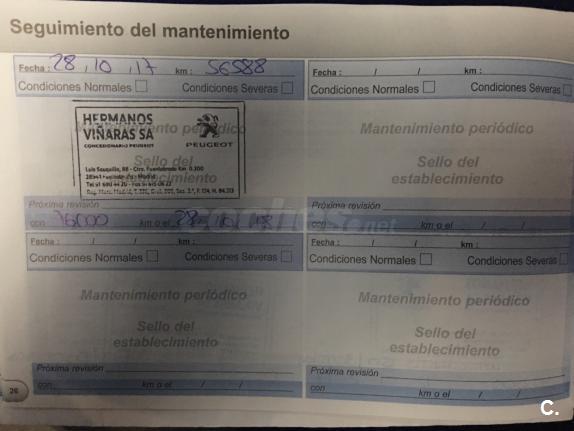 Seguimiento del mantenimiento
Fecha : 28 / 10 / 17 km : 56588
Condiciones Normales Condiciones Severas
HERMANOS
VIÑARAS SA
CONCESIONARIO PEUGEOT
PEUGEOT
Mantenimiento periódico
Sello del
establecimiento
Próxima revisión
con 76000 km o el 28 / 10 / 18
Fecha : / / km :
Condiciones Normales Condiciones Severas
Mantenimiento periódico
Sello del
establecimiento
Próxima revisión
con km o el / /
Fecha : / / km :
Condiciones Normales Condiciones Severas
Mantenimiento periódico
Sello del
establecimiento
Próxima revisión
con km o el / /
Fecha : / / km :
Condiciones Normales Condiciones Severas
Mantenimiento periódico
Sello del
establecimiento
Próxima revisión
con km o el / /
26
coches.net
C.